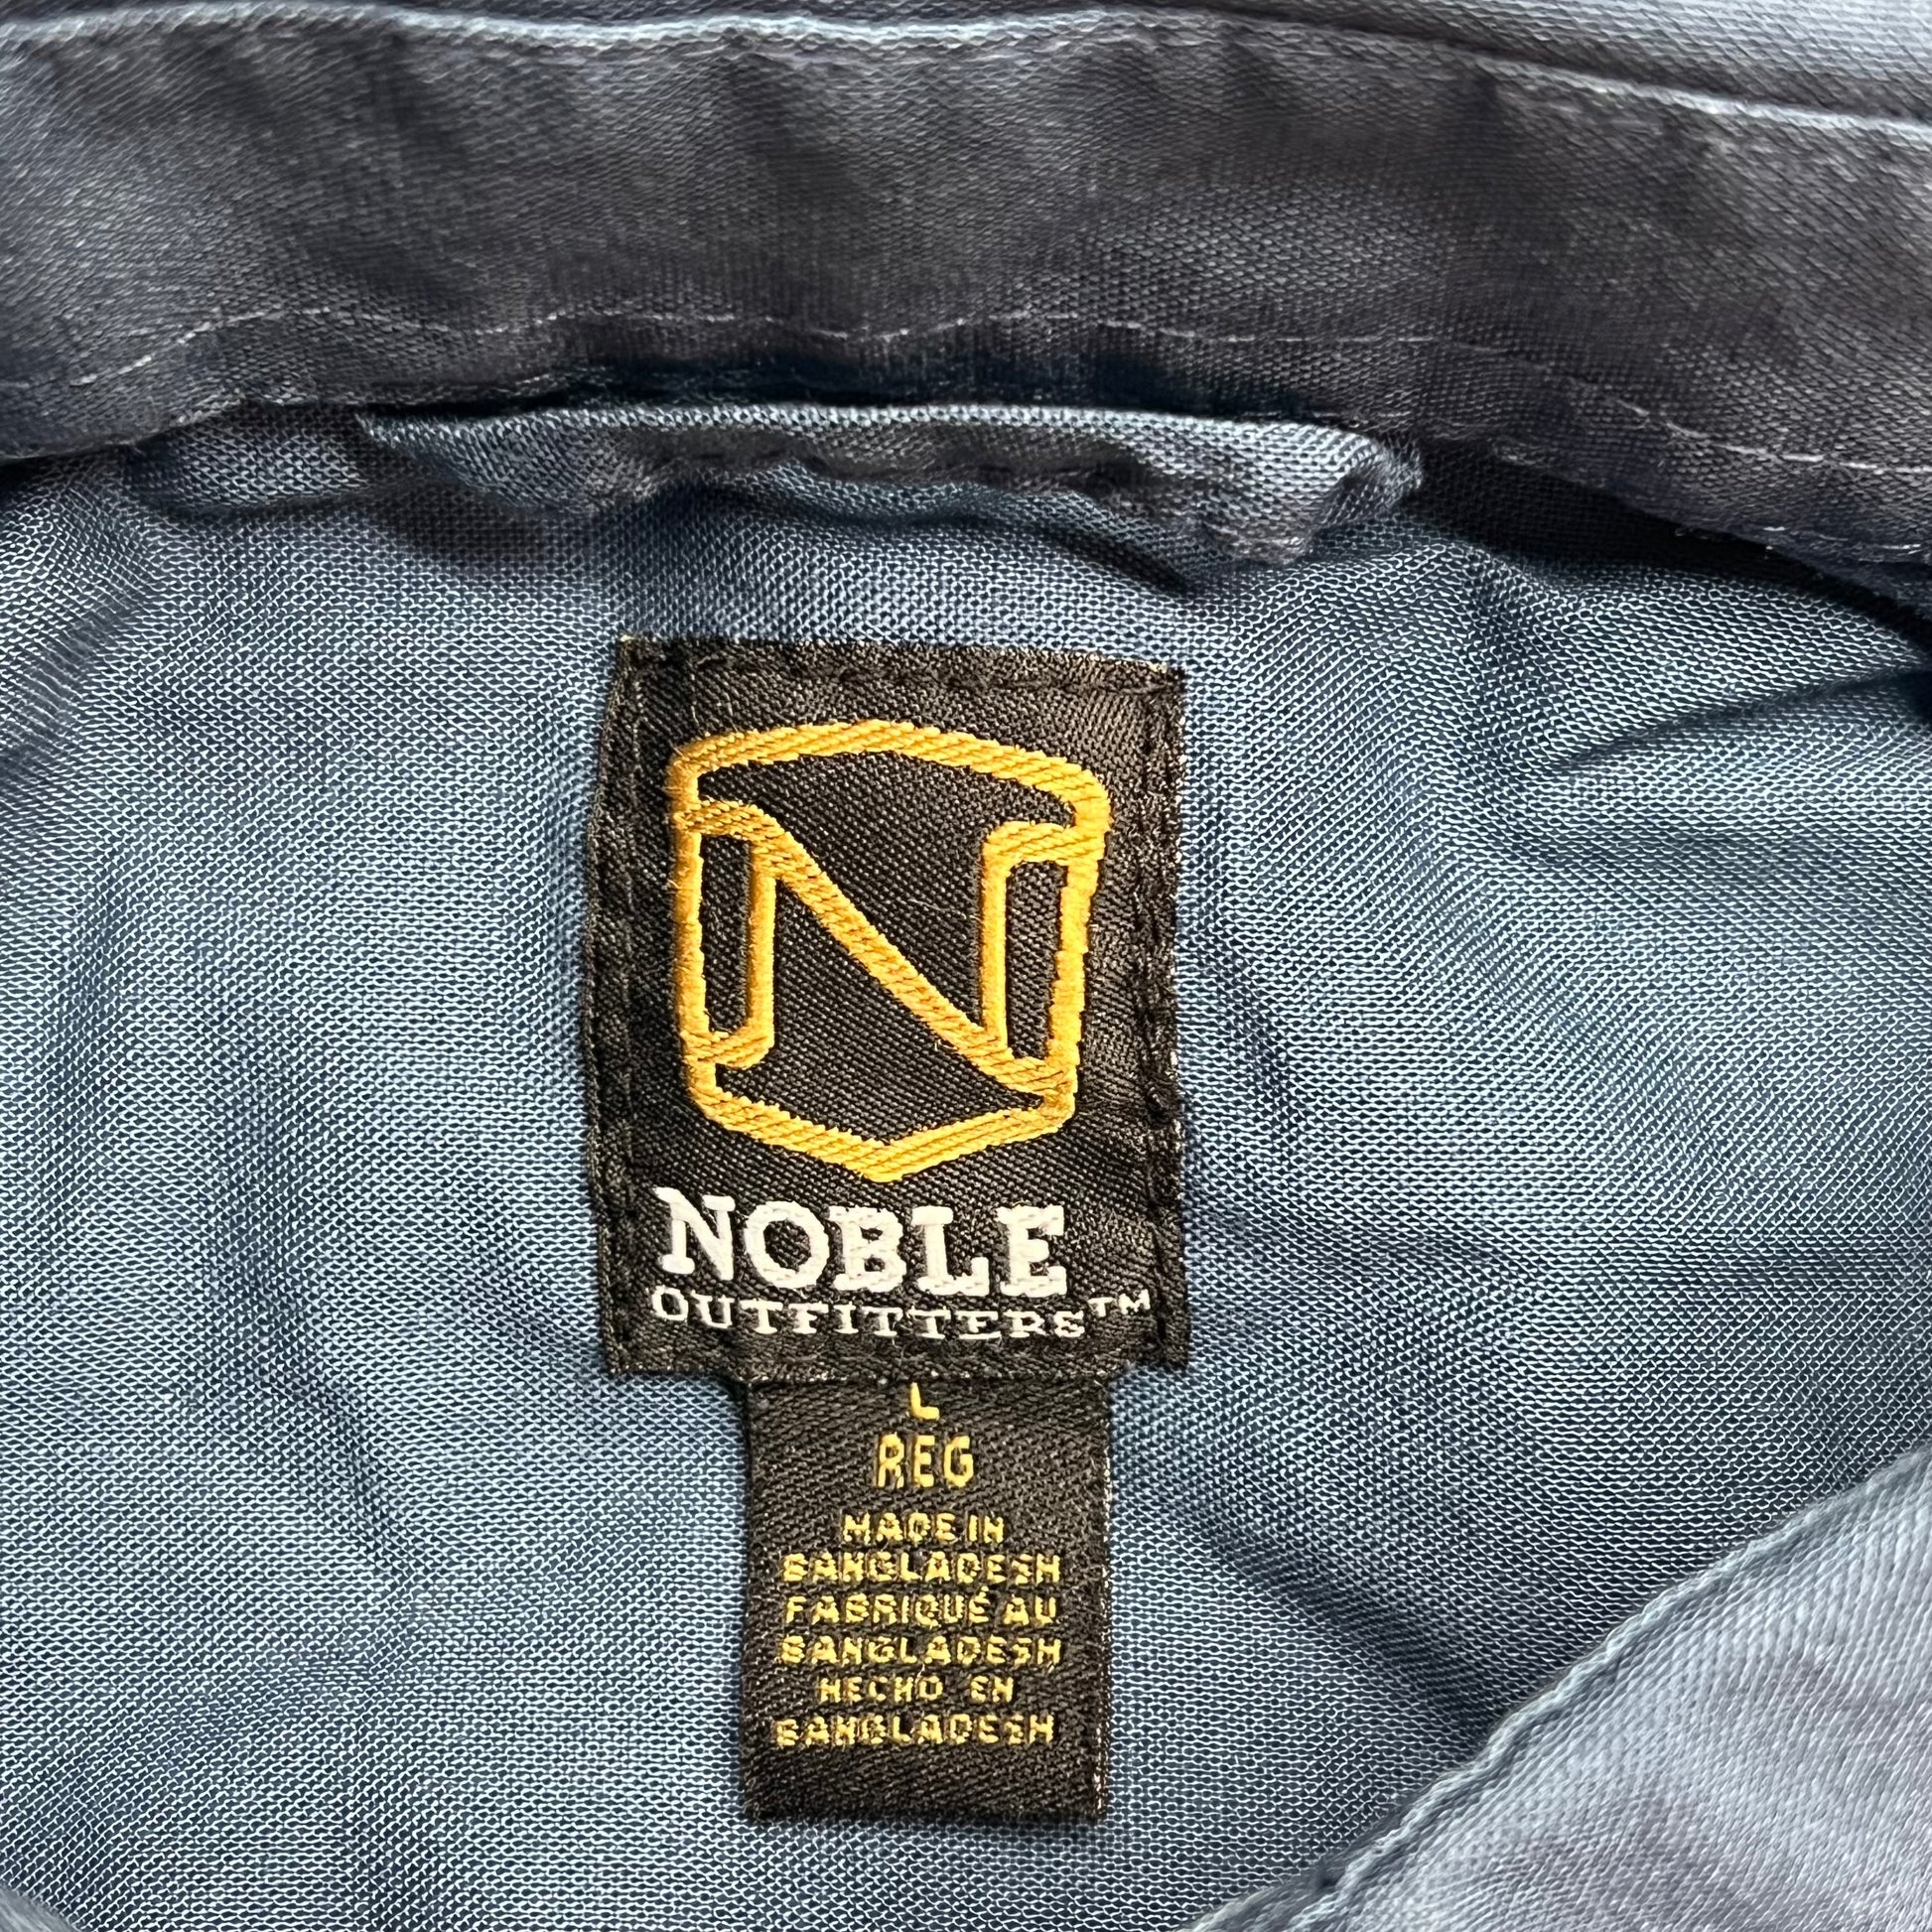 N
NOBLE
OUTFITTERS™
L
REG
MADE IN
BANGLADESH
FABRIQUÉ AU
BANGLADESH
HECHO EN
BANGLADESH